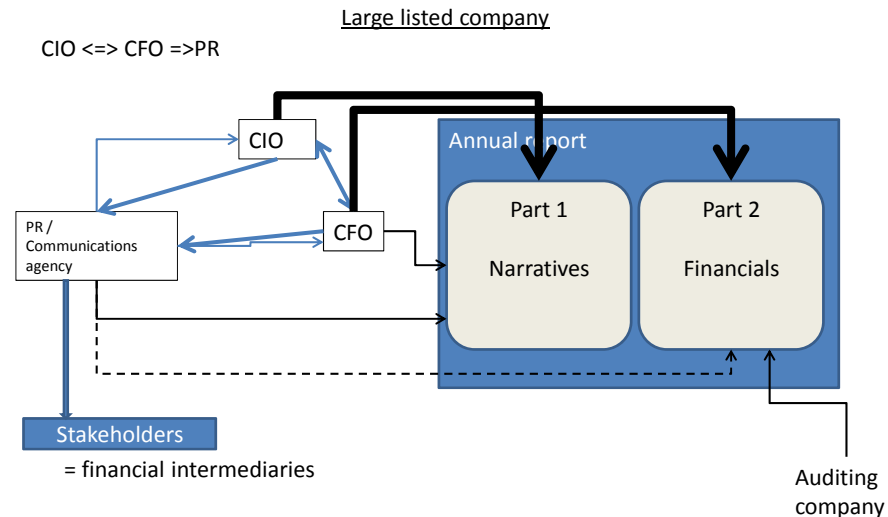 Large listed company
CIO <=> CFO =>PR
CIO
Annual report
PR /
Communications
agency
CFO
Part 1
Narratives
Part 2
Financials
Stakeholders
= financial intermediaries
Auditing
company